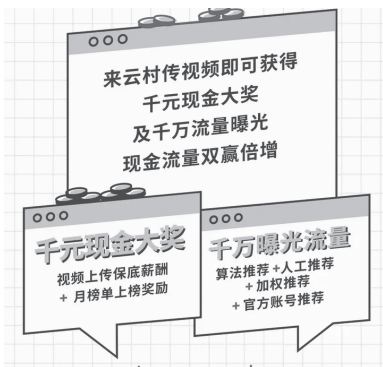 来云村传视频即可获得
千元现金大奖
及千万流量曝光
现金流量双赢倍增
千元现金大奖
视频上传保底薪酬
+ 月榜单上榜奖励
千万曝光流量
算法推荐+人工推荐
+加权推荐
+官方账号推荐